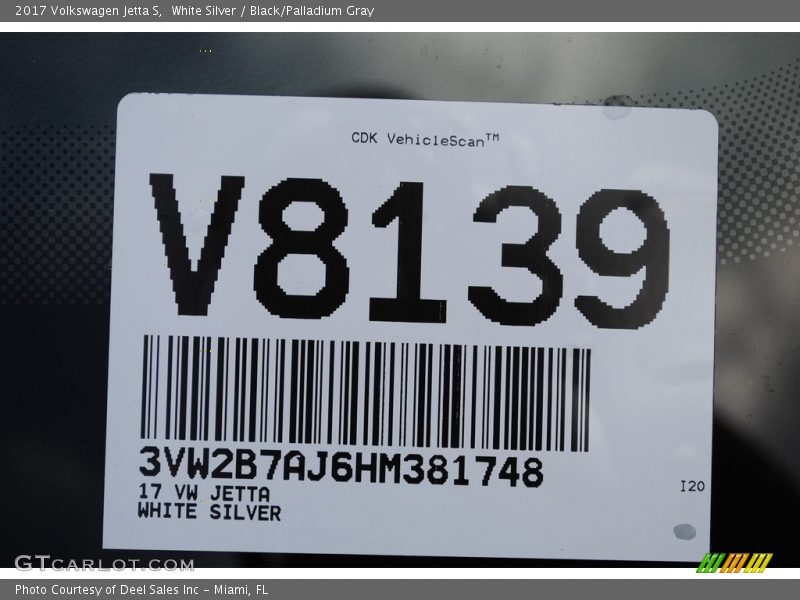 2017 Volkswagen Jetta S,  White Silver / Black/Palladium Gray
CDK VehicleScan™
V8139
3VW2B7AJ6HM381748
17 VW JETTA
WHITE SILVER
I20
GTCARLOT.COM
Photo Courtesy of Deel Sales Inc - Miami, FL